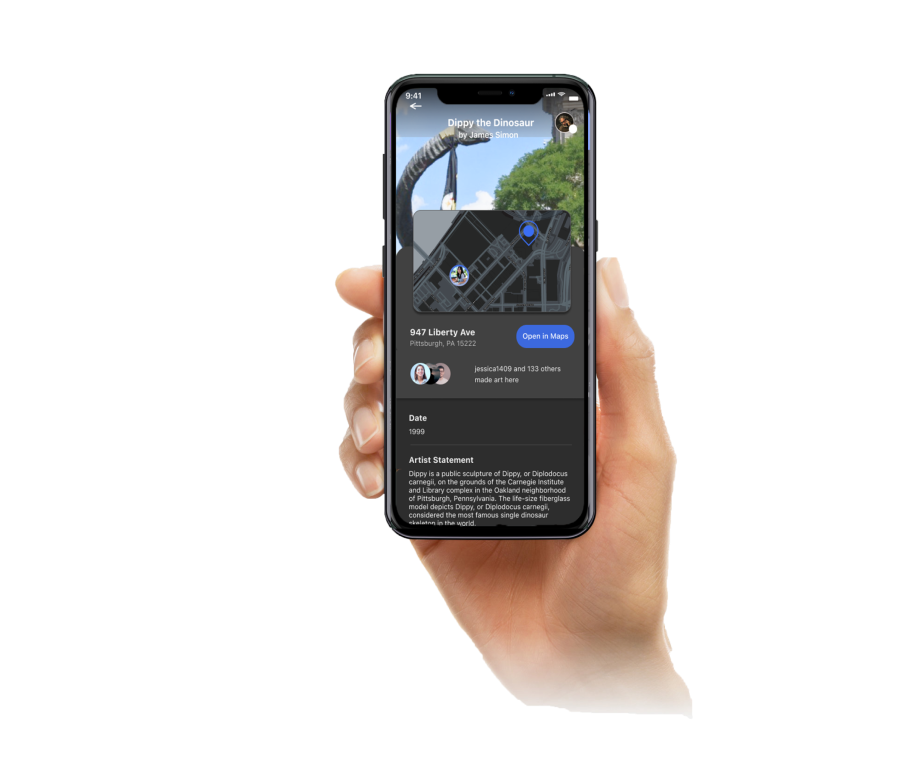 9:41
Dippy the Dinosaur
by James Simon
947 Liberty Ave
Pittsburgh, PA 15222
Open in Maps
jessica1409 and 133 others
made art here
Date
1999
Artist Statement
Dippy is a public sculpture of Dippy, or Diplodocus
carnegii, on the grounds of the Carnegie Institute
and Library complex in the Oakland neighborhood
of Pittsburgh, Pennsylvania. The life-size fiberglass
model depicts Dippy, or Diplodocus carnegii,
considered the most famous single dinosaur
skeleton in the world.